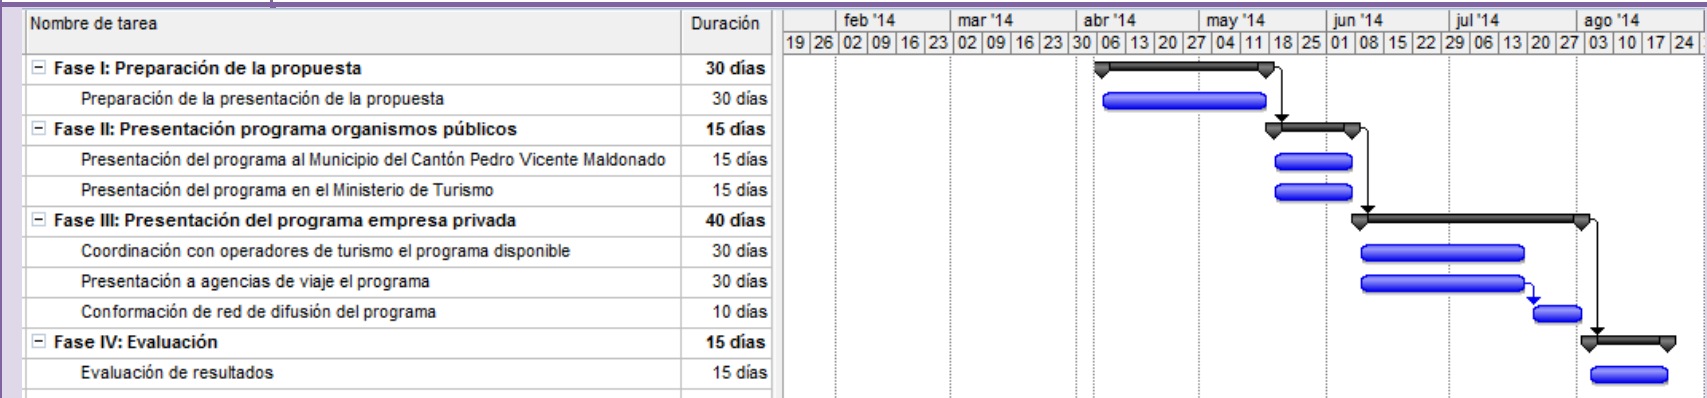 Nombre de tarea Duración feb '14 mar '14 abr '14 may '14 jun '14 jul '14 ago '14
19 26 02 09 16 23 02 09 16 23 30 06 13 20 27 04 11 18 25 01 08 15 22 29 06 13 20 27 03 10 17 24
Fase I: Preparación de la propuesta 30 días
Preparación de la presentación de la propuesta 30 días
Fase II: Presentación programa organismos públicos 15 días
Presentación del programa al Municipio del Cantón Pedro Vicente Maldonado 15 días
Presentación del programa en el Ministerio de Turismo 15 días
Fase III: Presentación del programa empresa privada 40 días
Coordinación con operadores de turismo el programa disponible 30 días
Presentación a agencias de viaje el programa 30 días
Conformación de red de difusión del programa 10 días
Fase IV: Evaluación 15 días
Evaluación de resultados 15 días